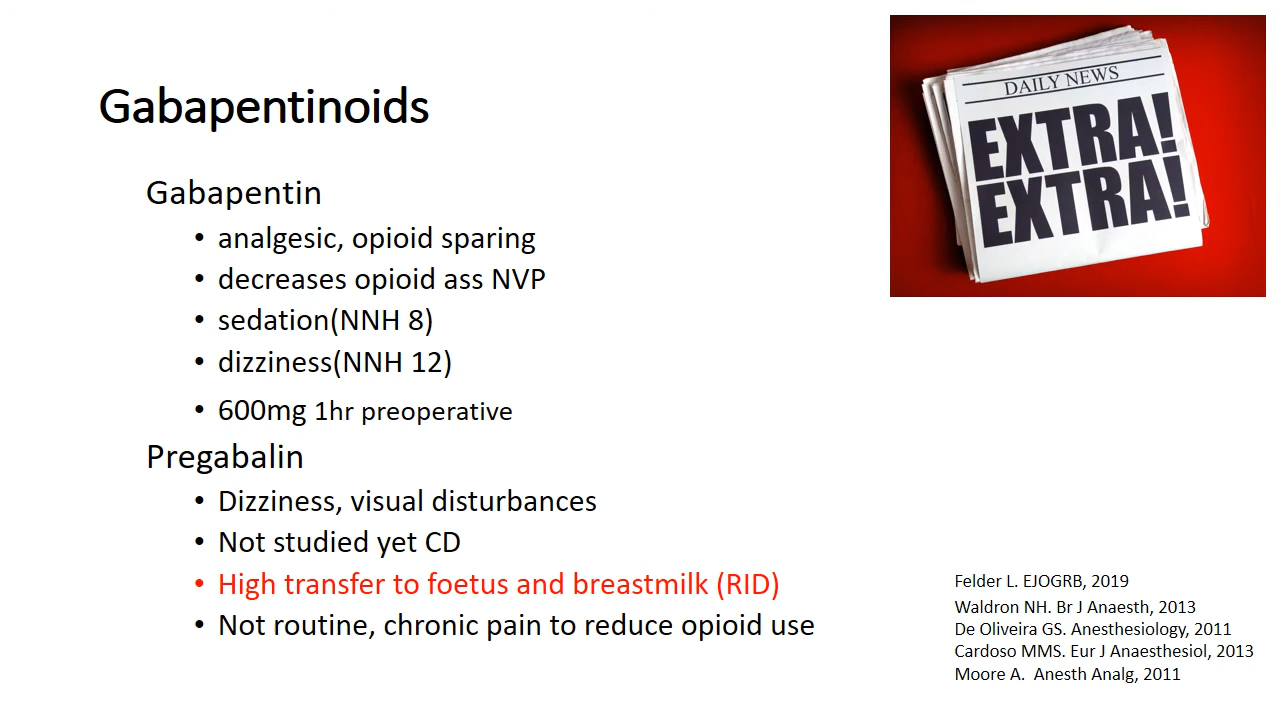 Gabapentinoids
DAILY NEWS
EXTRA!
EXTRA!
Gabapentin
• analgesic, opioid sparing
• decreases opioid ass NVP
• sedation(NNH 8)
• dizziness(NNH 12)
• 600mg 1hr preoperative
Pregabalin
• Dizziness, visual disturbances
• Not studied yet CD
• High transfer to foetus and breastmilk (RID)
• Not routine, chronic pain to reduce opioid use
Felder L. EJOGRB, 2019
Waldron NH. Br J Anaesth, 2013
De Oliveira GS. Anesthesiology, 2011
Cardoso MMS. Eur J Anaesthesiol, 2013
Moore A. Anesth Analg, 2011